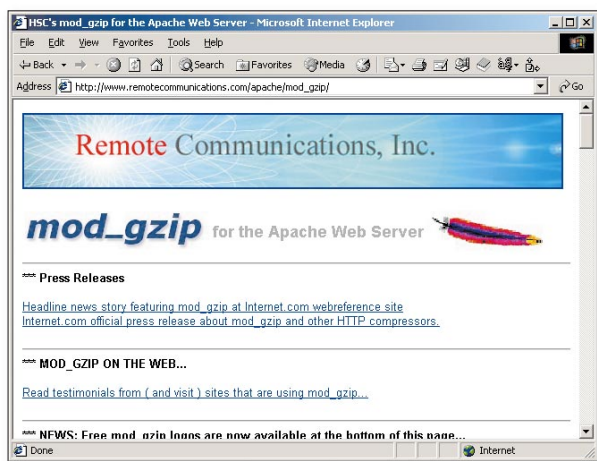 HSC's mod_gzip for the Apache Web Server - Microsoft Internet Explorer
File Edit View Favorites Tools Help
Back Search Favorites Media
Address http://www.remotecommunications.com/apache/mod_gzip/ Go
Remote Communications, Inc.
mod_gzip for the Apache Web Server
*** Press Releases
Headline news story featuring mod_gzip at Internet.com webreference site
Internet.com official press release about mod_gzip and other HTTP compressors.
*** MOD_GZIP ON THE WEB...
Read testimonials from ( and visit ) sites that are using mod_gzip...
*** NEWS: Free mod_gzip logos are now available at the bottom of this page...
Done Internet